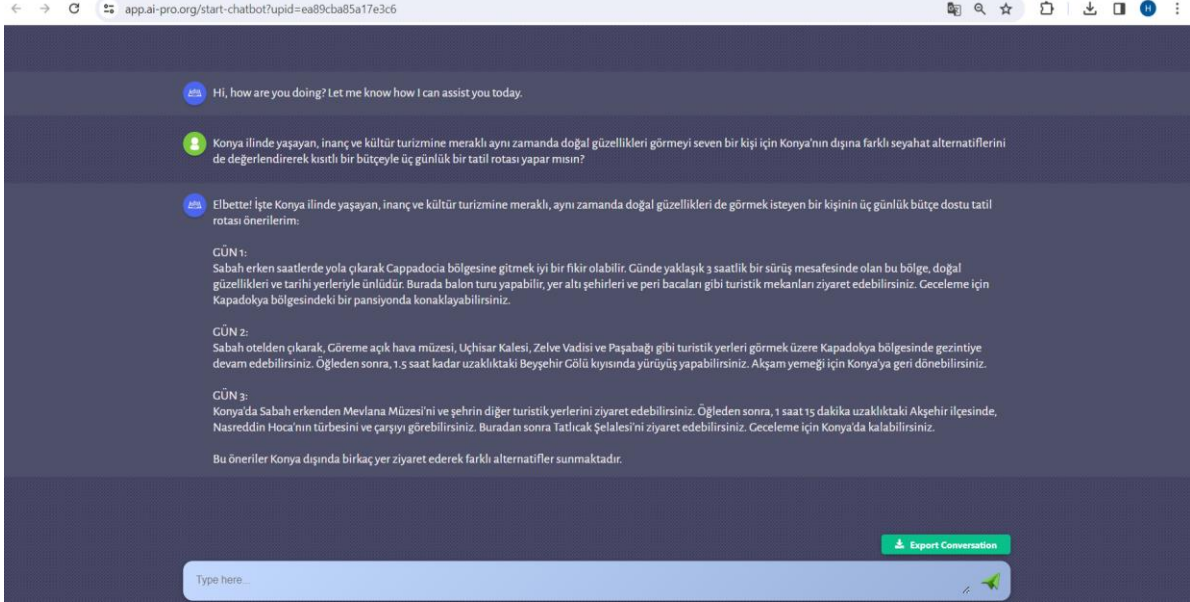 app.ai-pro.org/start-chatbot?upid=ea89cba85a17e3c6
H
Hi, how are you doing? Let me know how I can assist you today.
Konya ilinde yaşayan, inanç ve kültür turizmine meraklı aynı zamanda doğal güzellikleri görmeyi seven bir kişi için Konya'nın dışına farklı seyahat alternatiflerini
de değerlendirerek kısıtlı bir bütçeyle üç günlük bir tatil rotası yapar mısın?
Elbette! İşte Konya ilinde yaşayan, inanç ve kültür turizmine meraklı, aynı zamanda doğal güzellikleri de görmek isteyen bir kişinin üç günlük bütçe dostu tatil
rotası önerilerim:
GÜN 1:
Sabah erken saatlerde yola çıkarak Cappadocia bölgesine gitmek iyi bir fikir olabilir. Günde yaklaşık 3 saatlik bir sürüş mesafesinde olan bu bölge, doğal
güzellikleri ve tarihi yerleriyle ünlüdür. Burada balon turu yapabilir, yer altı şehirleri ve peri bacaları gibi turistik mekanları ziyaret edebilirsiniz. Geceleme için
Kapadokya bölgesindeki bir pansiyonda konaklayabilirsiniz.
GÜN 2:
Sabah otelden çıkarak, Göreme açık hava müzesi, Uçhisar Kalesi, Zelve Vadisi ve Paşabağı gibi turistik yerleri görmek üzere Kapadokya bölgesinde gezintiye
devam edebilirsiniz. Öğleden sonra, 1.5 saat kadar uzaklıktaki Beyşehir Gölü kıyısında yürüyüş yapabilirsiniz. Akşam yemeği için Konya'ya geri dönebilirsiniz.
GÜN 3:
Konya'da Sabah erkenden Mevlana Müzesi'ni ve şehrin diğer turistik yerlerini ziyaret edebilirsiniz. Öğleden sonra, 1 saat 15 dakika uzaklıktaki Akşehir ilçesinde,
Nasreddin Hoca'nın türbesini ve çarşıyı görebilirsiniz. Buradan sonra Tatlıcak Şelalesi'ni ziyaret edebilirsiniz. Geceleme için Konya'da kalabilirsiniz.
Bu öneriler Konya dışında birkaç yer ziyaret ederek farklı alternatifler sunmaktadır.
Export Conversation
Type here...